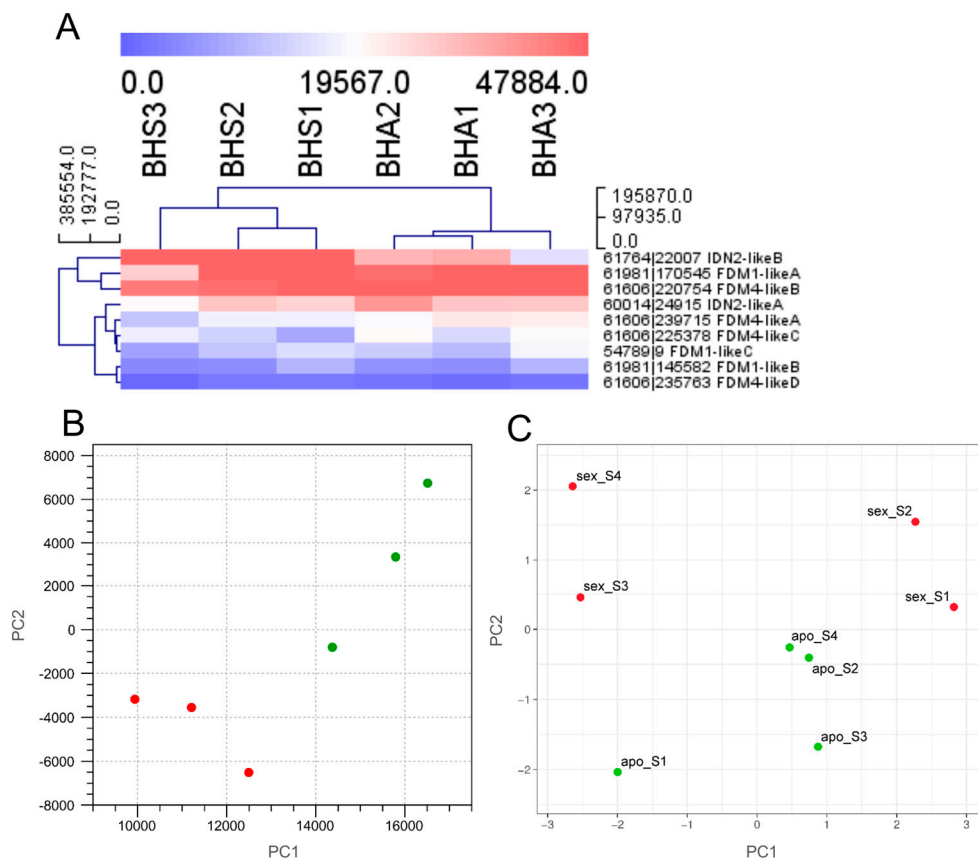 A
0.0 19567.0 47884.0
BHS3 BHS2 BHS1 BHA2 BHA1 BHA3
385554.0
192777.0
0.0
195870.0
97935.0
0.0
61764|22007 IDN2-likeB
61981|170545 FDM1-likeA
61606|220754 FDM4-likeB
60014|24915 IDN2-likeA
61606|239715 FDM4-likeA
61606|225378 FDM4-likeC
54789|9 FDM1-likeC
61981|145582 FDM1-likeB
61606|235763 FDM4-likeD
B
8000
6000
4000
2000
0
-2000
-4000
-6000
-8000
PC2
10000 12000 14000 16000
PC1
C
sex_S4
sex_S2
sex_S3
sex_S1
apo_S4
apo_S2
apo_S3
apo_S1
2
1
0
−1
−2
PC2
−3 −2 −1 0 1 2 3
PC1